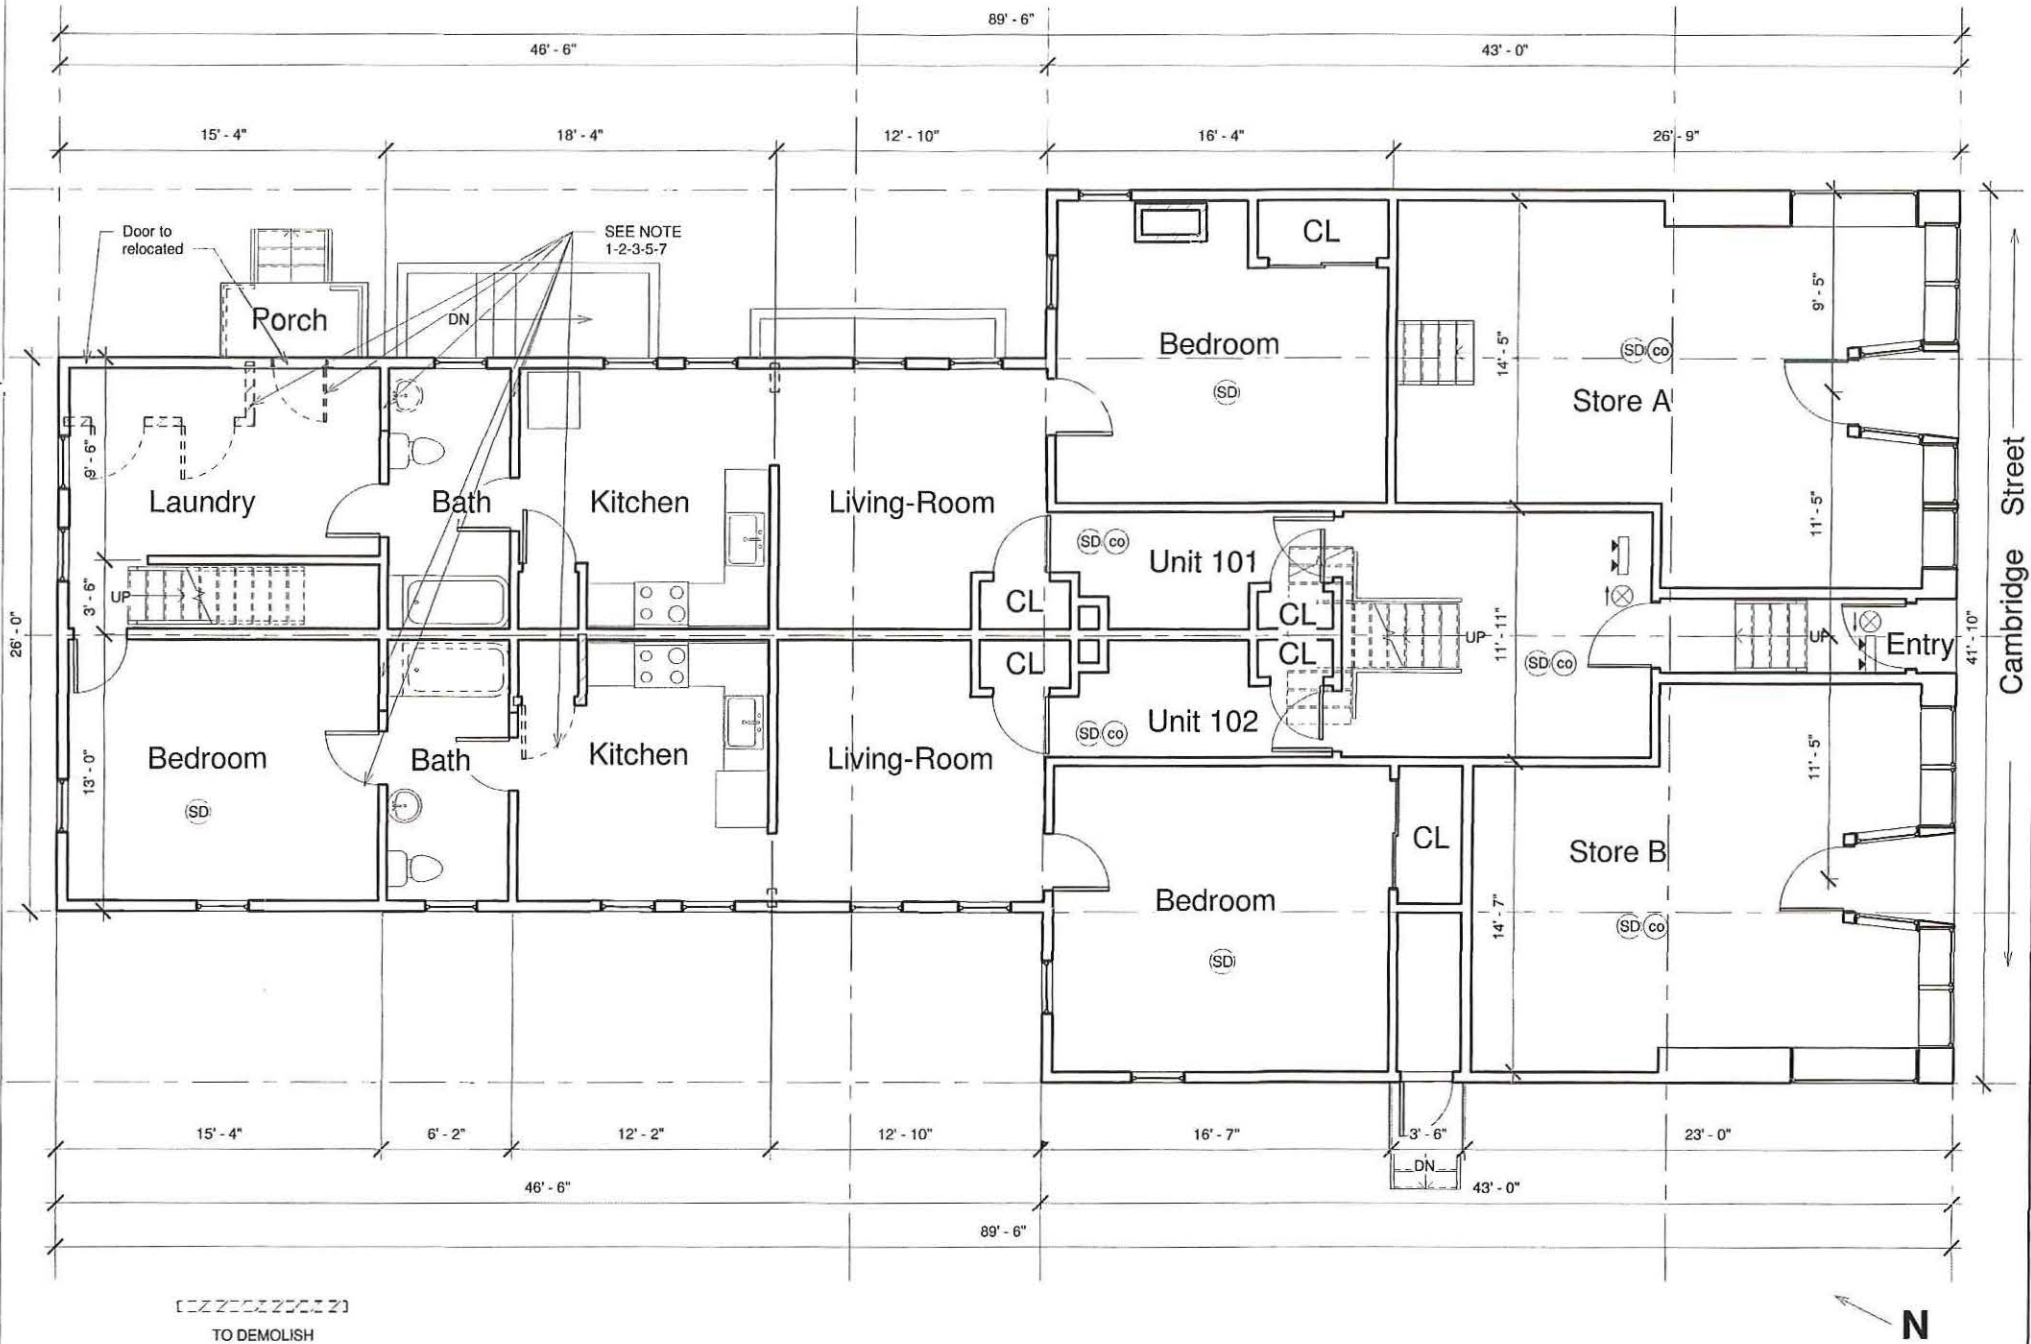 89' - 6"
46' - 6"
43' - 0"
15' - 4"
18' - 4"
12' - 10"
16' - 4"
26' - 9"
Door to
relocated
SEE NOTE
1-2-3-5-7
CL
Porch
DN
9' - 5"
Bedroom
14' - 5"
SD co
SD
Store A
9' - 6"
Laundry
Bath
Kitchen
Living-Room
11' - 5"
Cambridge Street
SD co
Unit 101
UP
3' - 6"
CL
CL
26' - 0"
UP
11' - 11"
UP
Entry
41' - 10"
CL
CL
SD co
Unit 102
SD co
13' - 0"
Bedroom
Bath
Kitchen
Living-Room
11' - 5"
SD
CL
Store B
Bedroom
14' - 7"
SD co
SD
15' - 4"
6' - 2"
12' - 2"
12' - 10"
16' - 7"
3' - 6"
23' - 0"
DN
46' - 6"
43' - 0"
89' - 6"
N
TO DEMOLISH